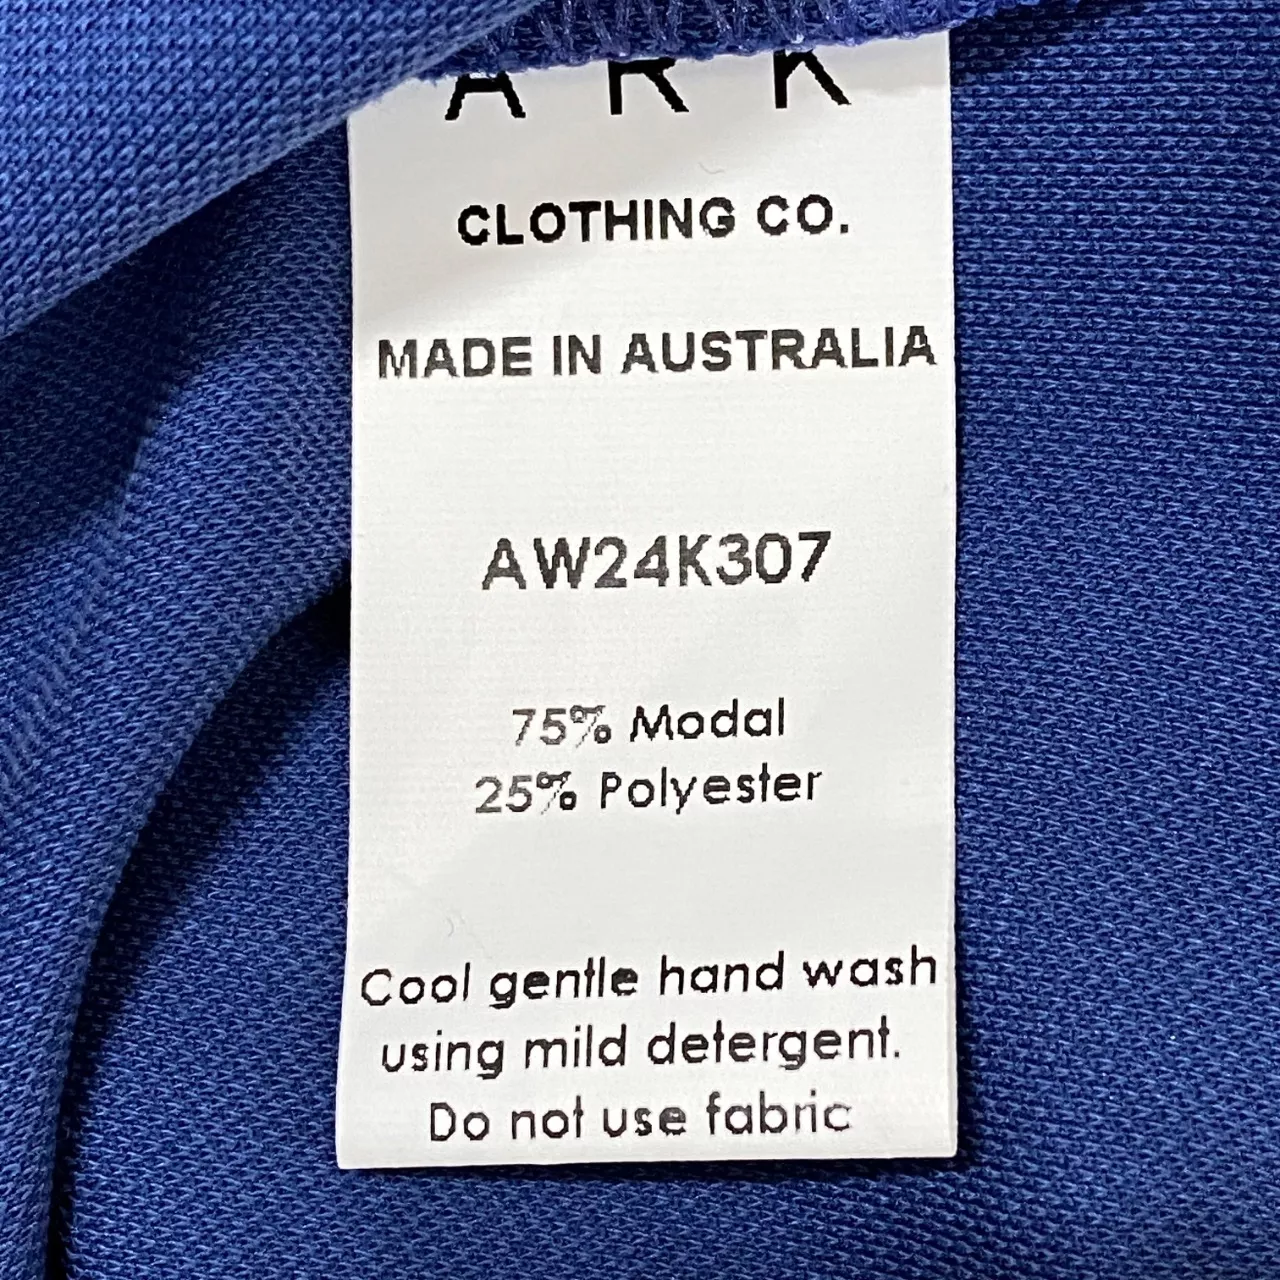 ARK
CLOTHING CO.
MADE IN AUSTRALIA
AW24K307
75% Modal
25% Polyester
Cool gentle hand wash
using mild detergent.
Do not use fabric